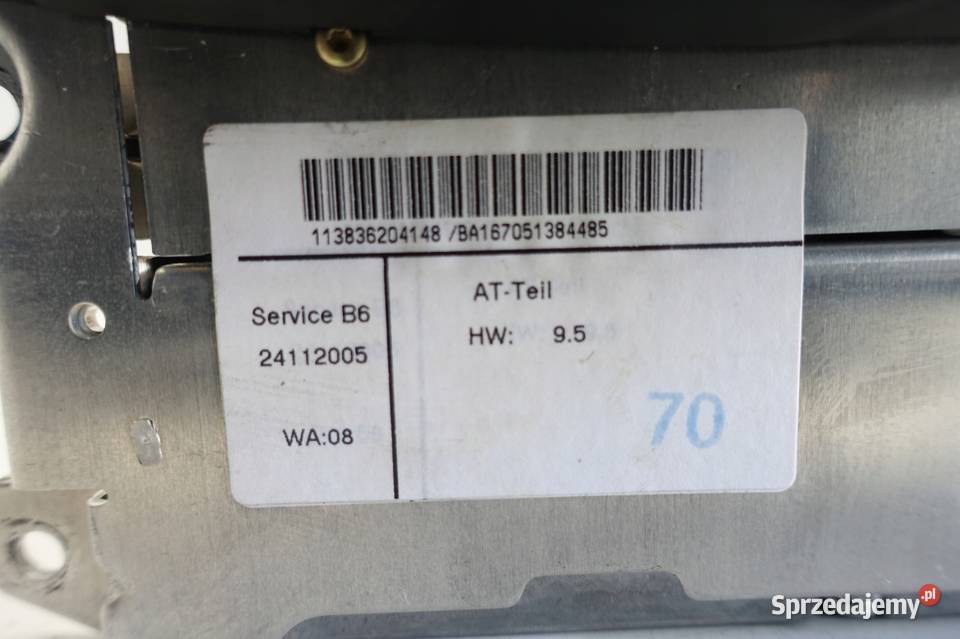 113836204148 /BA167051384485
Service B6
24112005
WA:08
AT-Teil
HW: 9.5
70
Sprzedajemy.pl